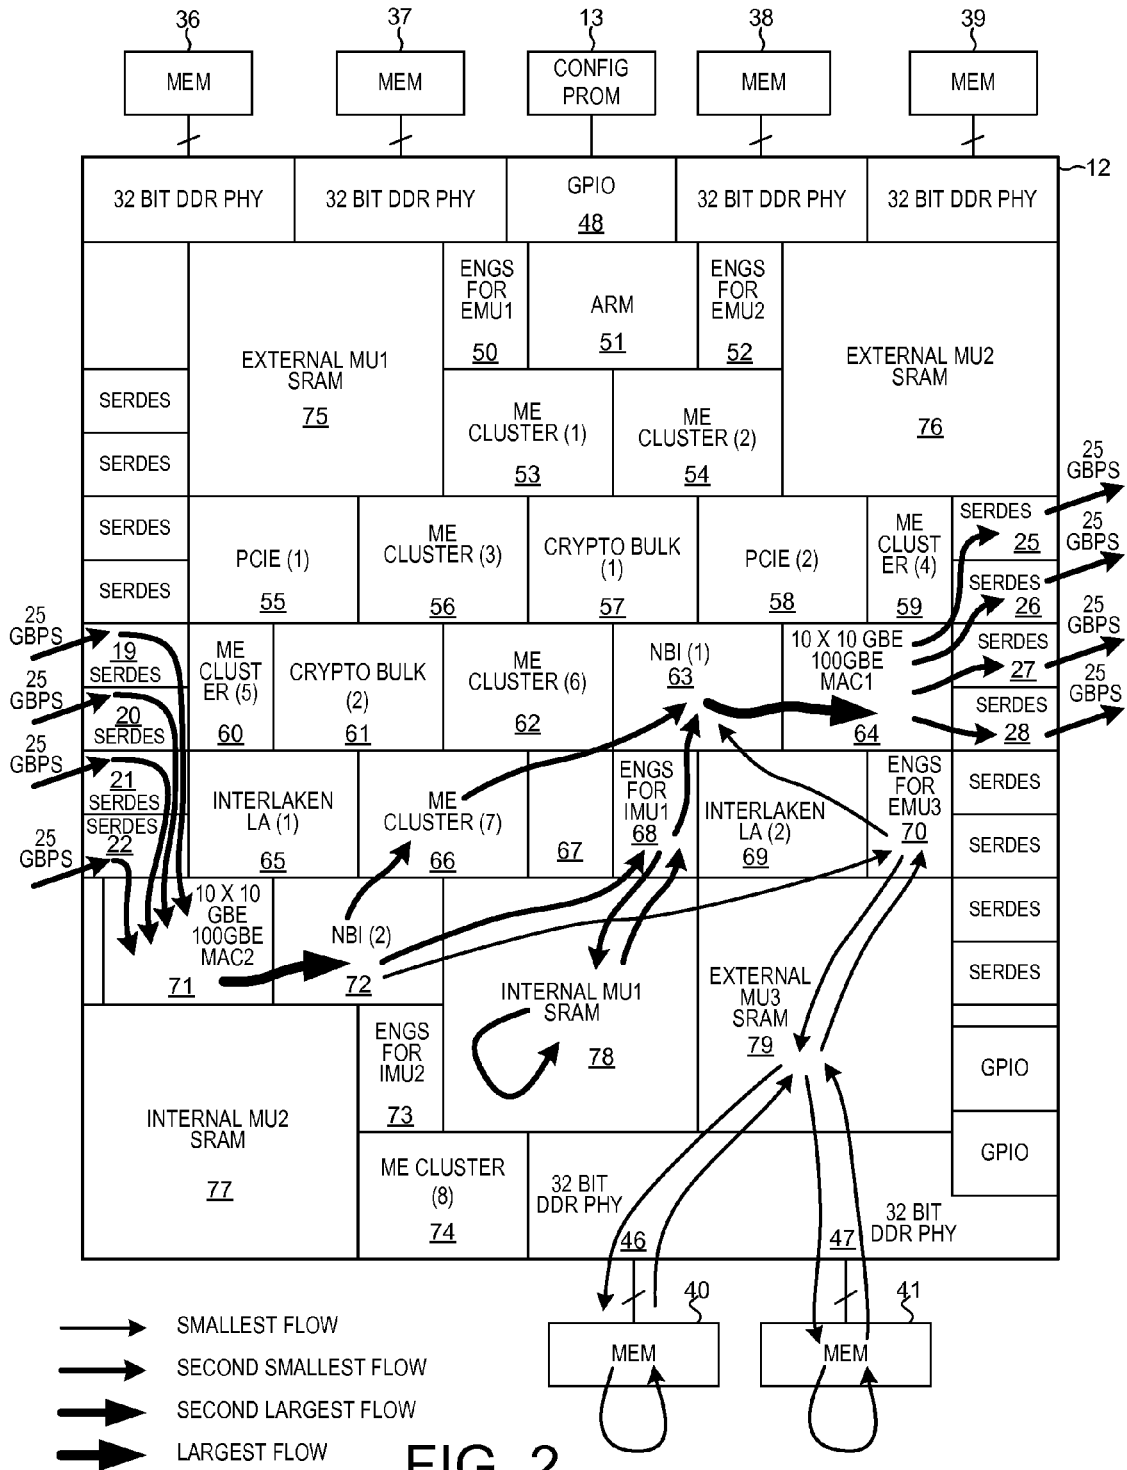 36
37
13
38
39
MEM
MEM
CONFIG
PROM
MEM
MEM
12
32 BIT DDR PHY
32 BIT DDR PHY
GPIO
48
32 BIT DDR PHY
32 BIT DDR PHY
ENGS
FOR
EMU1
50
ARM
51
ENGS
FOR
EMU2
52
EXTERNAL MU1
SRAM
75
EXTERNAL MU2
SRAM
76
SERDES
SERDES
ME
CLUSTER (1)
53
ME
CLUSTER (2)
54
25
GBPS
SERDES
SERDES
PCIE (1)
55
ME
CLUSTER (3)
56
CRYPTO BULK
(1)
57
PCIE (2)
58
ME
CLUST
ER (4)
59
SERDES
25
25
GBPS
SERDES
26
25
GBPS
19
SERDES
25
GBPS
20
SERDES
ME
CLUST
ER (5)
60
CRYPTO BULK
(2)
61
ME
CLUSTER (6)
62
NBI (1)
63
10 X 10 GBE
100GBE
MAC1
64
SERDES
27
25
GBPS
SERDES
28
25
GBPS
25
GBPS
21
SERDES
25
GBPS
SERDES
22
INTERLAKEN
LA (1)
65
ME
CLUSTER (7)
66
67
ENGS
FOR
IMU1
68
INTERLAKEN
LA (2)
69
ENGS
FOR
EMU3
70
SERDES
SERDES
10 X 10
GBE
100GBE
MAC2
71
NBI (2)
72
INTERNAL MU1
SRAM
78
EXTERNAL
MU3
SRAM
79
SERDES
SERDES
GPIO
GPIO
ENGS
FOR
IMU2
73
INTERNAL MU2
SRAM
77
ME CLUSTER
(8)
74
32 BIT
DDR PHY
46
47
32 BIT
DDR PHY
40
41
MEM
MEM
SMALLEST FLOW
SECOND SMALLEST FLOW
SECOND LARGEST FLOW
LARGEST FLOW
FIG. 2